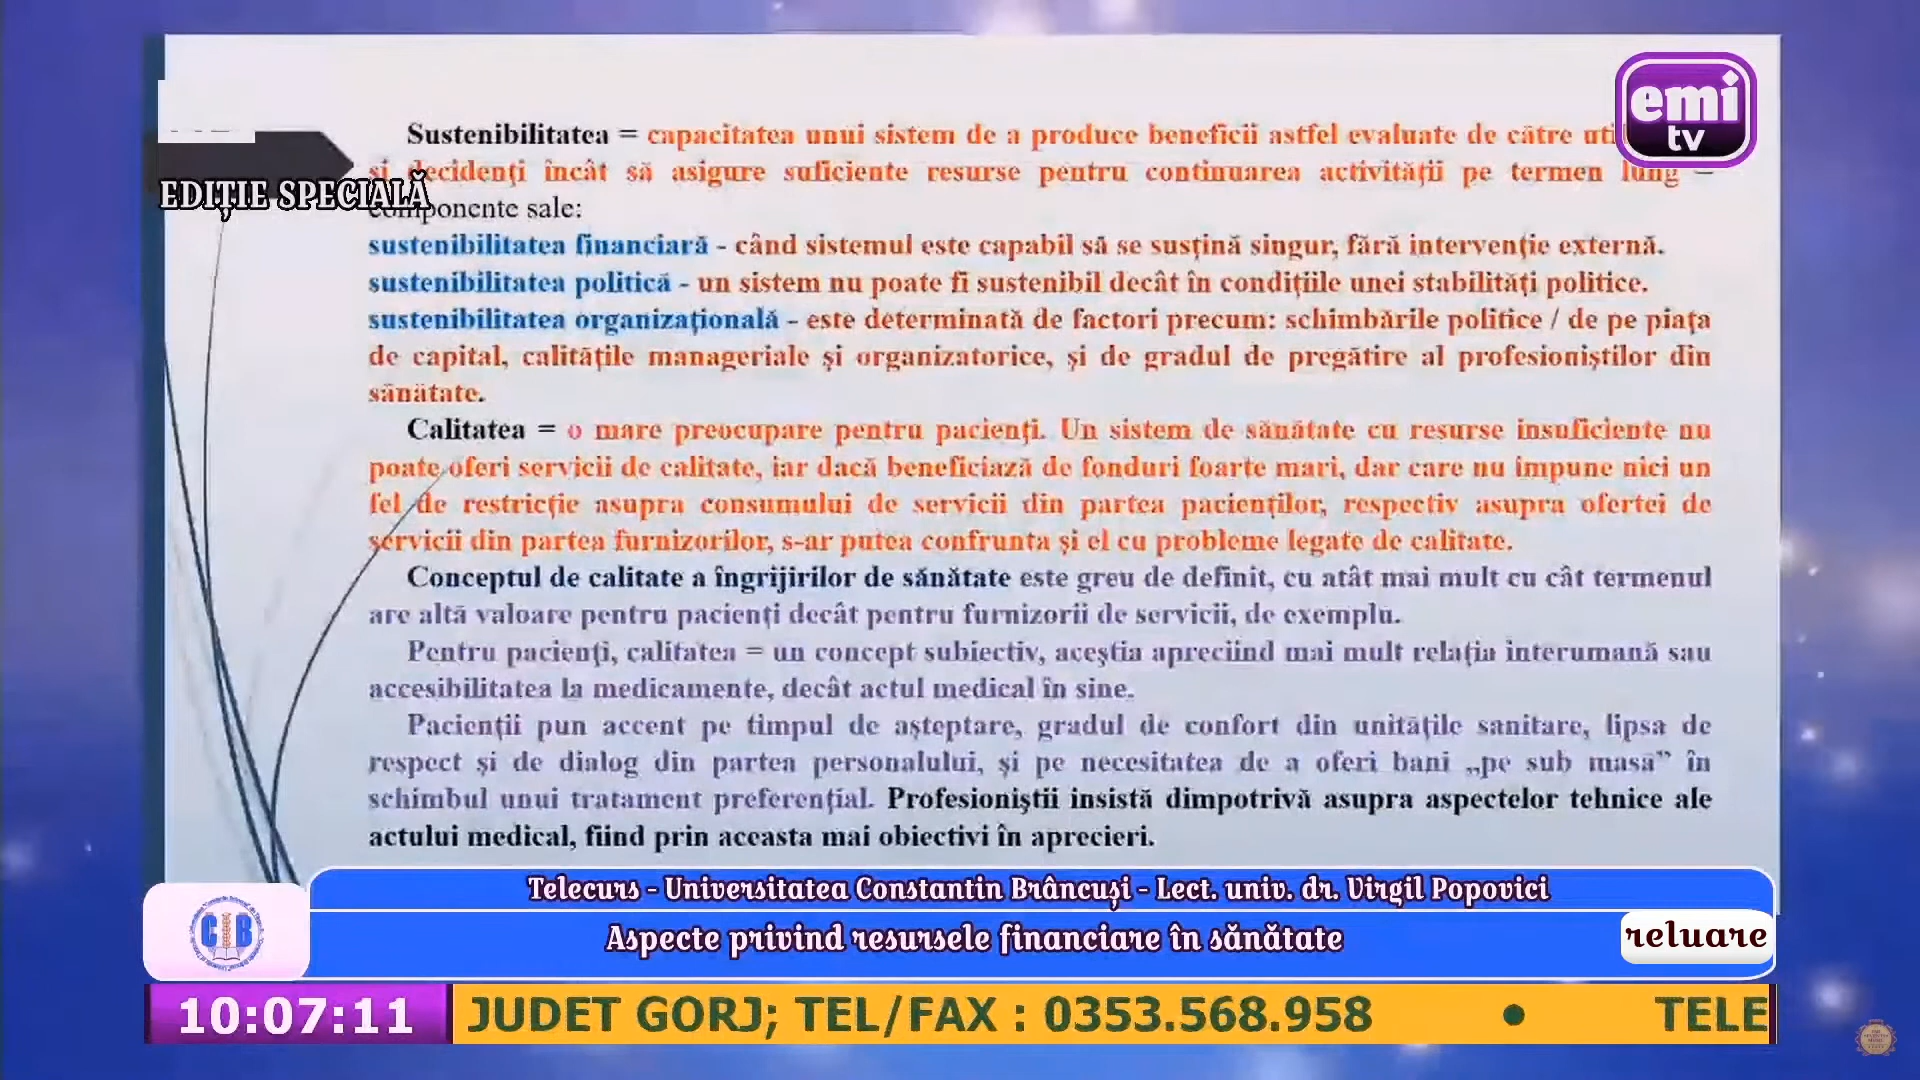 emi
tv
Sustenibilitatea = capacitatea unui sistem de a produce beneficii astfel evaluate de către
și decidenți încât să asigure suficiente resurse pentru continuarea activității pe termen lung –
EDIȚIE SPECIALĂ
componente sale:
sustenibilitatea financiară - când sistemul este capabil să se susțină singur, fără intervenție externă.
sustenibilitatea politică - un sistem nu poate fi sustenibil decât în condițiile unei stabilități politice.
sustenibilitatea organizațională - este determinată de factori precum: schimbările politice / de pe piața
de capital, calitățile manageriale și organizatorice, și de gradul de pregătire al profesioniștilor din
sănătate.
Calitatea = o mare preocupare pentru pacienți. Un sistem de sănătate cu resurse insuficiente nu
poate oferi servicii de calitate, iar dacă beneficiază de fonduri foarte mari, dar care nu impune nici un
fel de restricție asupra consumului de servicii din partea pacienților, respectiv asupra ofertei de
servicii din partea furnizorilor, s-ar putea confrunta și el cu probleme legate de calitate.
Conceptul de calitate a îngrijirilor de sănătate este greu de definit, cu atât mai mult cu cât termenul
are altă valoare pentru pacienți decât pentru furnizorii de servicii, de exemplu.
Pentru pacienți, calitatea = un concept subiectiv, aceștia apreciind mai mult relația interumană sau
accesibilitatea la medicamente, decât actul medical în sine.
Pacienții pun accent pe timpul de așteptare, gradul de confort din unitățile sanitare, lipsa de
respect și de dialog din partea personalului, și pe necesitatea de a oferi bani „pe sub masă” în
schimbul unui tratament preferențial. Profesioniștii insistă dimpotrivă asupra aspectelor tehnice ale
actului medical, fiind prin aceasta mai obiectivi în aprecieri.
Telecurs - Universitatea Constantin Brâncuși - Lect. univ. dr. Virgil Popovici
CIB
Aspecte privind resursele financiare în sănătate
reluare
10:07:11
JUDET GORJ; TEL/FAX : 0353.568.958 • TELE